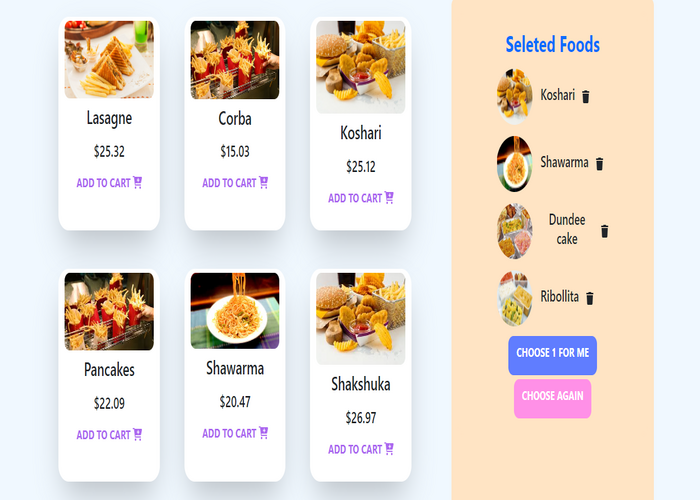 Lasagne
$25.32
ADD TO CART
Corba
$15.03
ADD TO CART
Koshari
$25.12
ADD TO CART
Pancakes
$22.09
ADD TO CART
Shawarma
$20.47
ADD TO CART
Shakshuka
$26.97
ADD TO CART
Seleted Foods
Koshari
Shawarma
Dundee
cake
Ribollita
CHOOSE 1 FOR ME
CHOOSE AGAIN